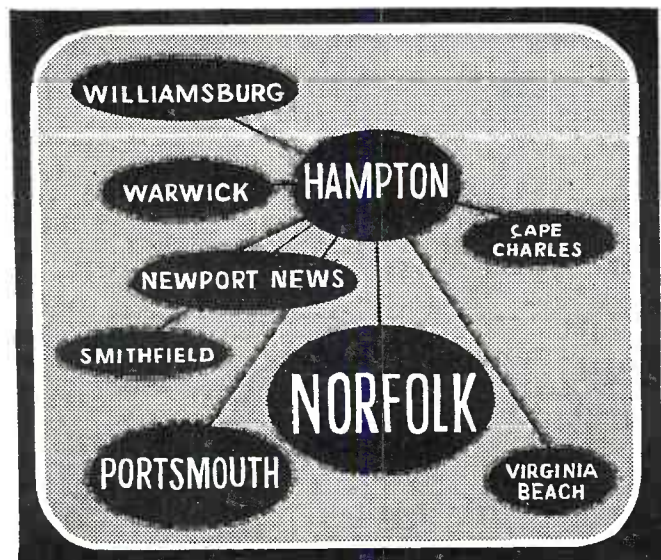 WILLIAMSBURG
HAMPTON
WARWICK
CAPE
CHARLES
NEWPORT NEWS
SMITHFIELD
NORFOLK
PORTSMOUTH
VIRGINIA
BEACH